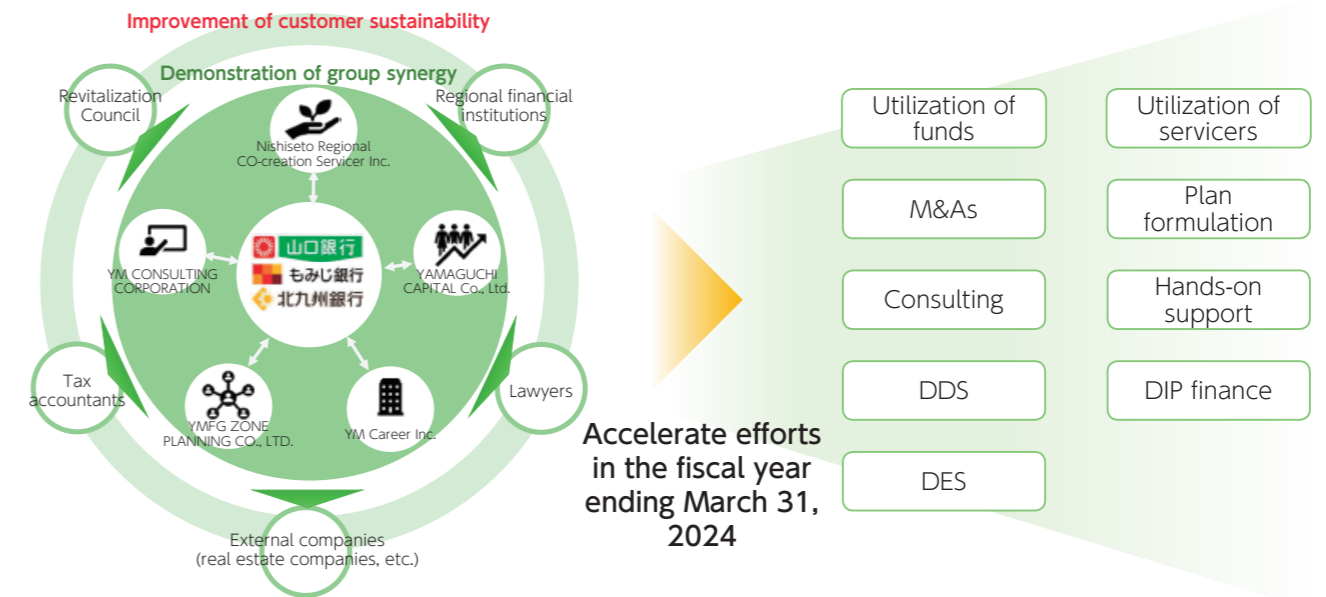 Improvement of customer sustainability
Demonstration of group synergy
Revitalization
Council
Regional financial
institutions
Nishiseto Regional
CO-creation Servicer Inc.
YM CONSULTING
CORPORATION
山口銀行
もみじ銀行
北九州銀行
YAMAGUCHI
CAPITAL Co., Ltd.
Tax
accountants
Lawyers
YMFG ZONE
PLANNING CO., LTD.
YM Career Inc.
External companies
(real estate companies, etc.)
Accelerate efforts
in the fiscal year
ending March 31,
2024
Utilization of
funds
Utilization of
servicers
M&As
Plan
formulation
Consulting
Hands-on
support
DDS
DIP finance
DES